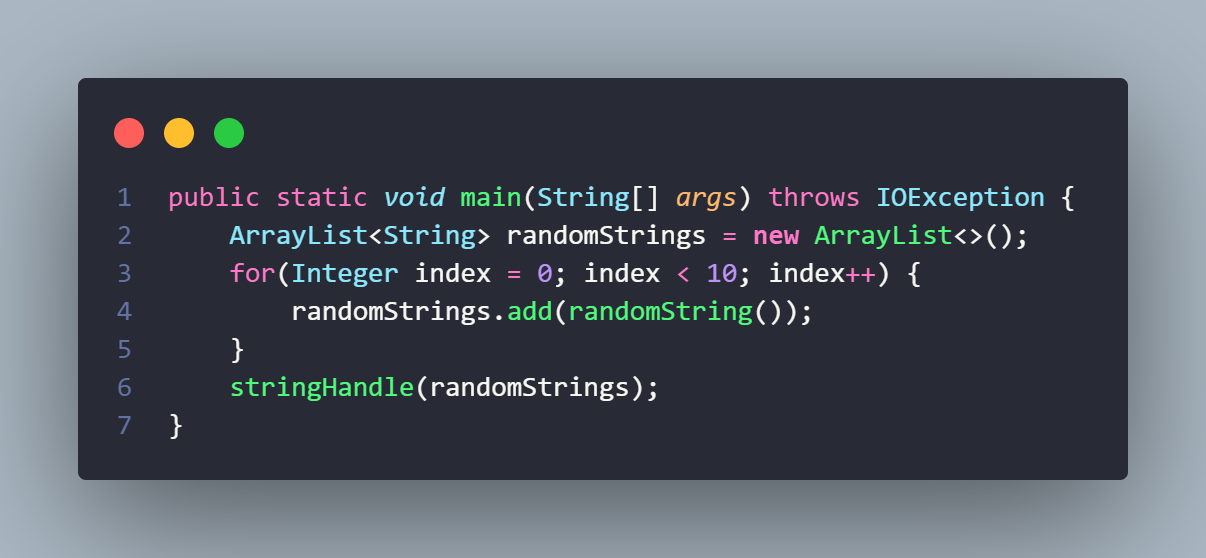 1 public static void main(String[] args) throws IOException {
2     ArrayList<String> randomStrings = new ArrayList<>();
3     for(Integer index = 0; index < 10; index++) {
4         randomStrings.add(randomString());
5     }
6     stringHandle(randomStrings);
7 }